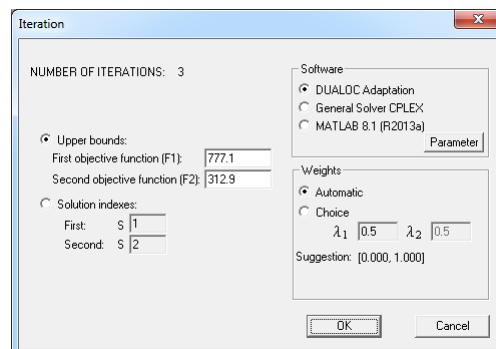 Iteration
NUMBER OF ITERATIONS: 3
Upper bounds:
First objective function (F1): 777.1
Second objective function (F2): 312.9
Solution indexes:
First: S 1
Second: S 2
Software
DUALOC Adaptation
General Solver CPLEX
MATLAB 8.1 (R2013a)
Parameter
Weights
Automatic
Choice
λ1 0.5 λ2 0.5
Suggestion: [0.000, 1.000]
OK Cancel